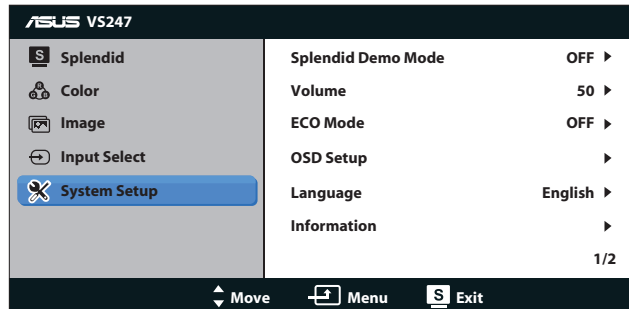 ASUS VS247
S Splendid
Color
Image
Input Select
System Setup
Splendid Demo Mode OFF
Volume 50
ECO Mode OFF
OSD Setup
Language English
Information
1/2
Move Menu S Exit